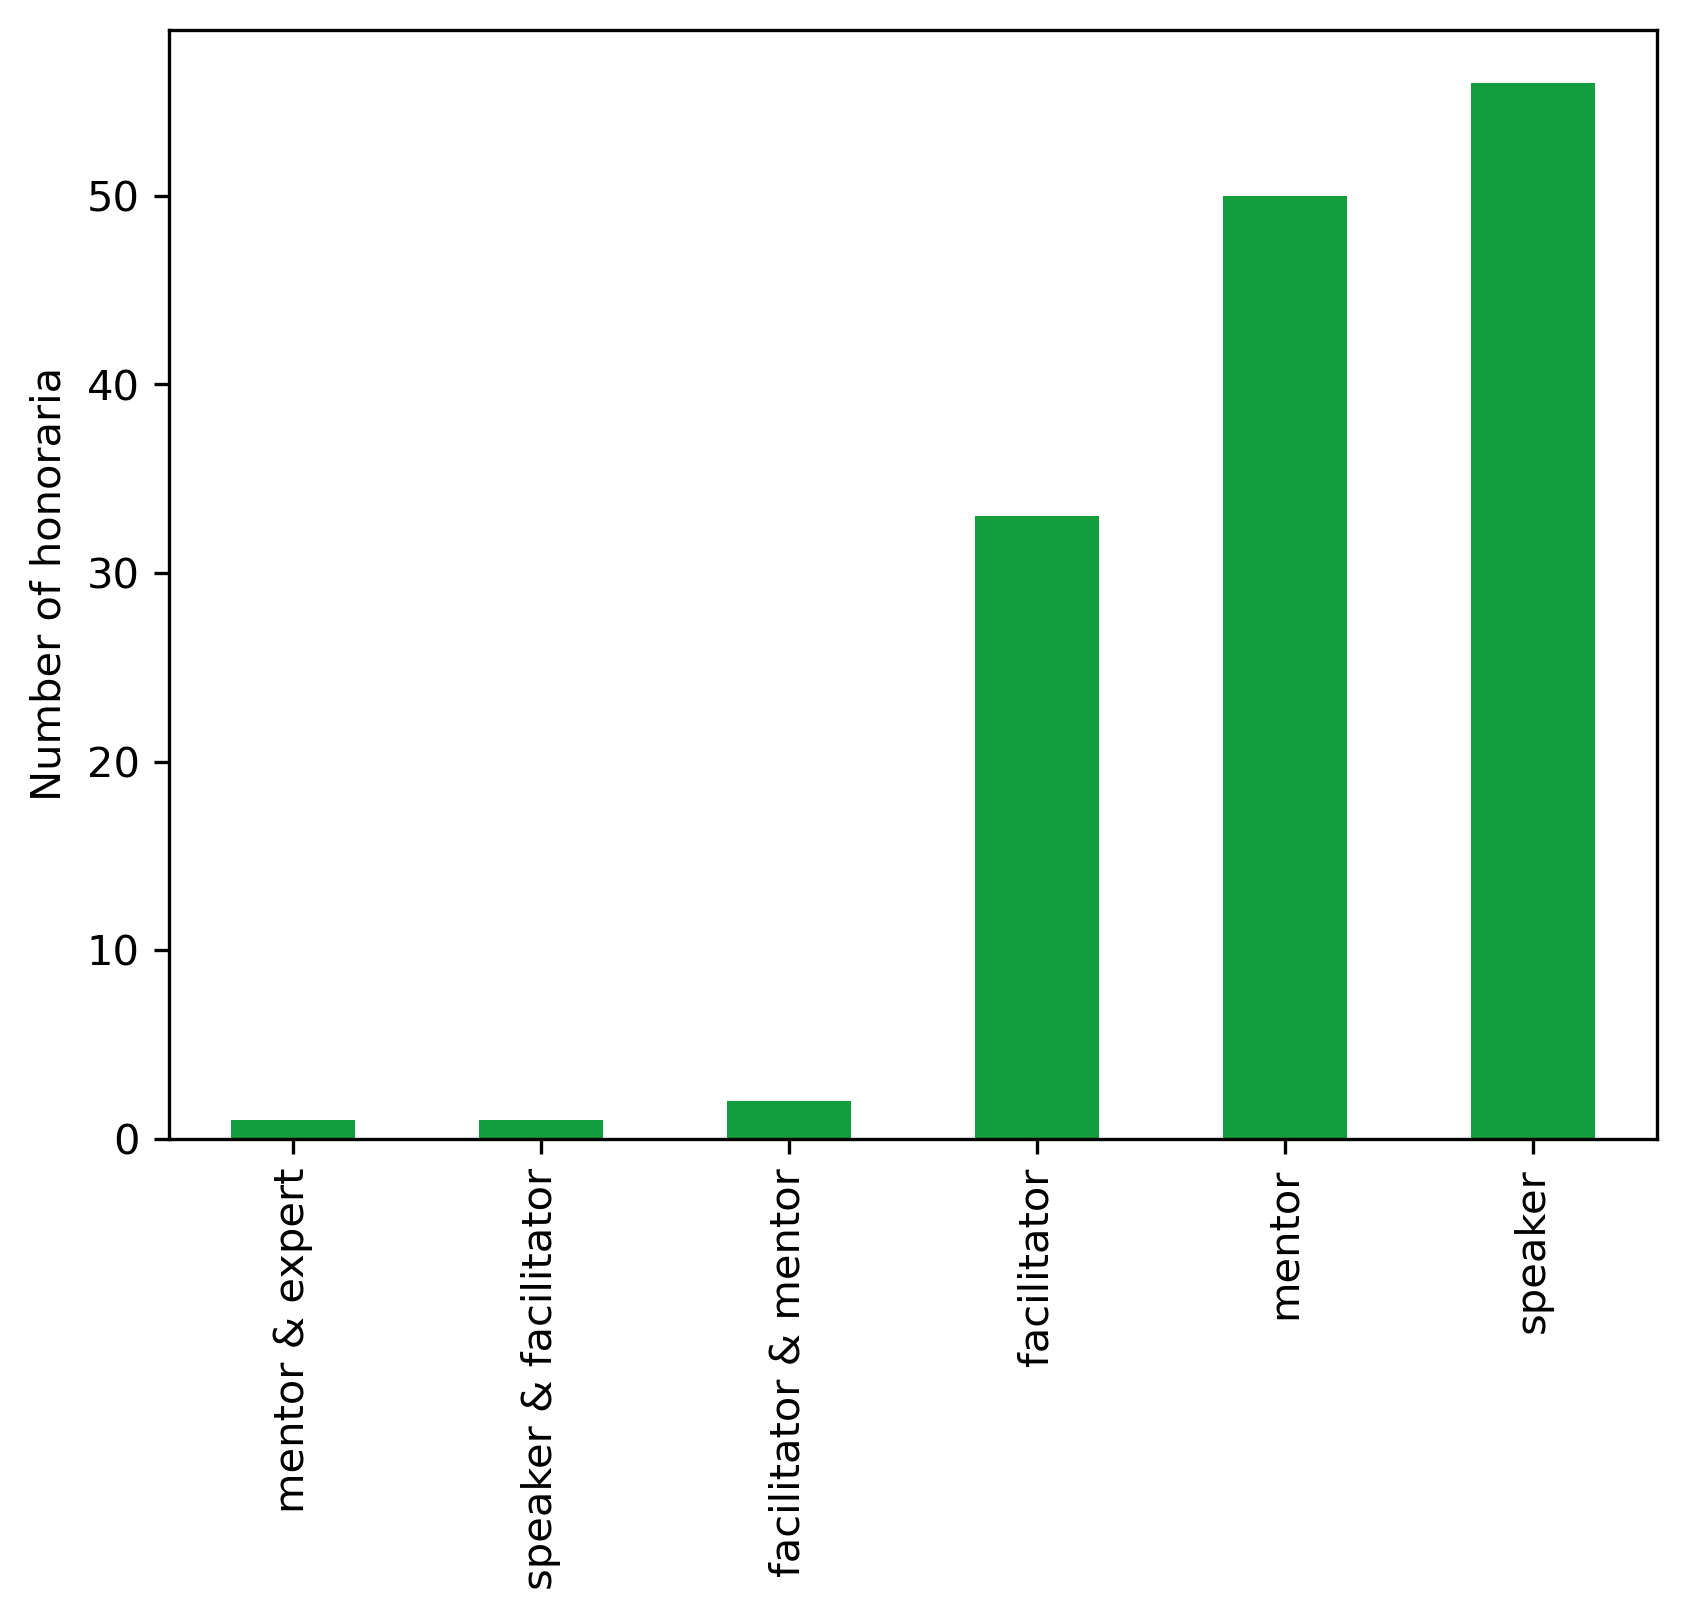 Number of honoraria
50
40
30
20
10
0
mentor & expert
speaker & facilitator
facilitator & mentor
facilitator
mentor
speaker